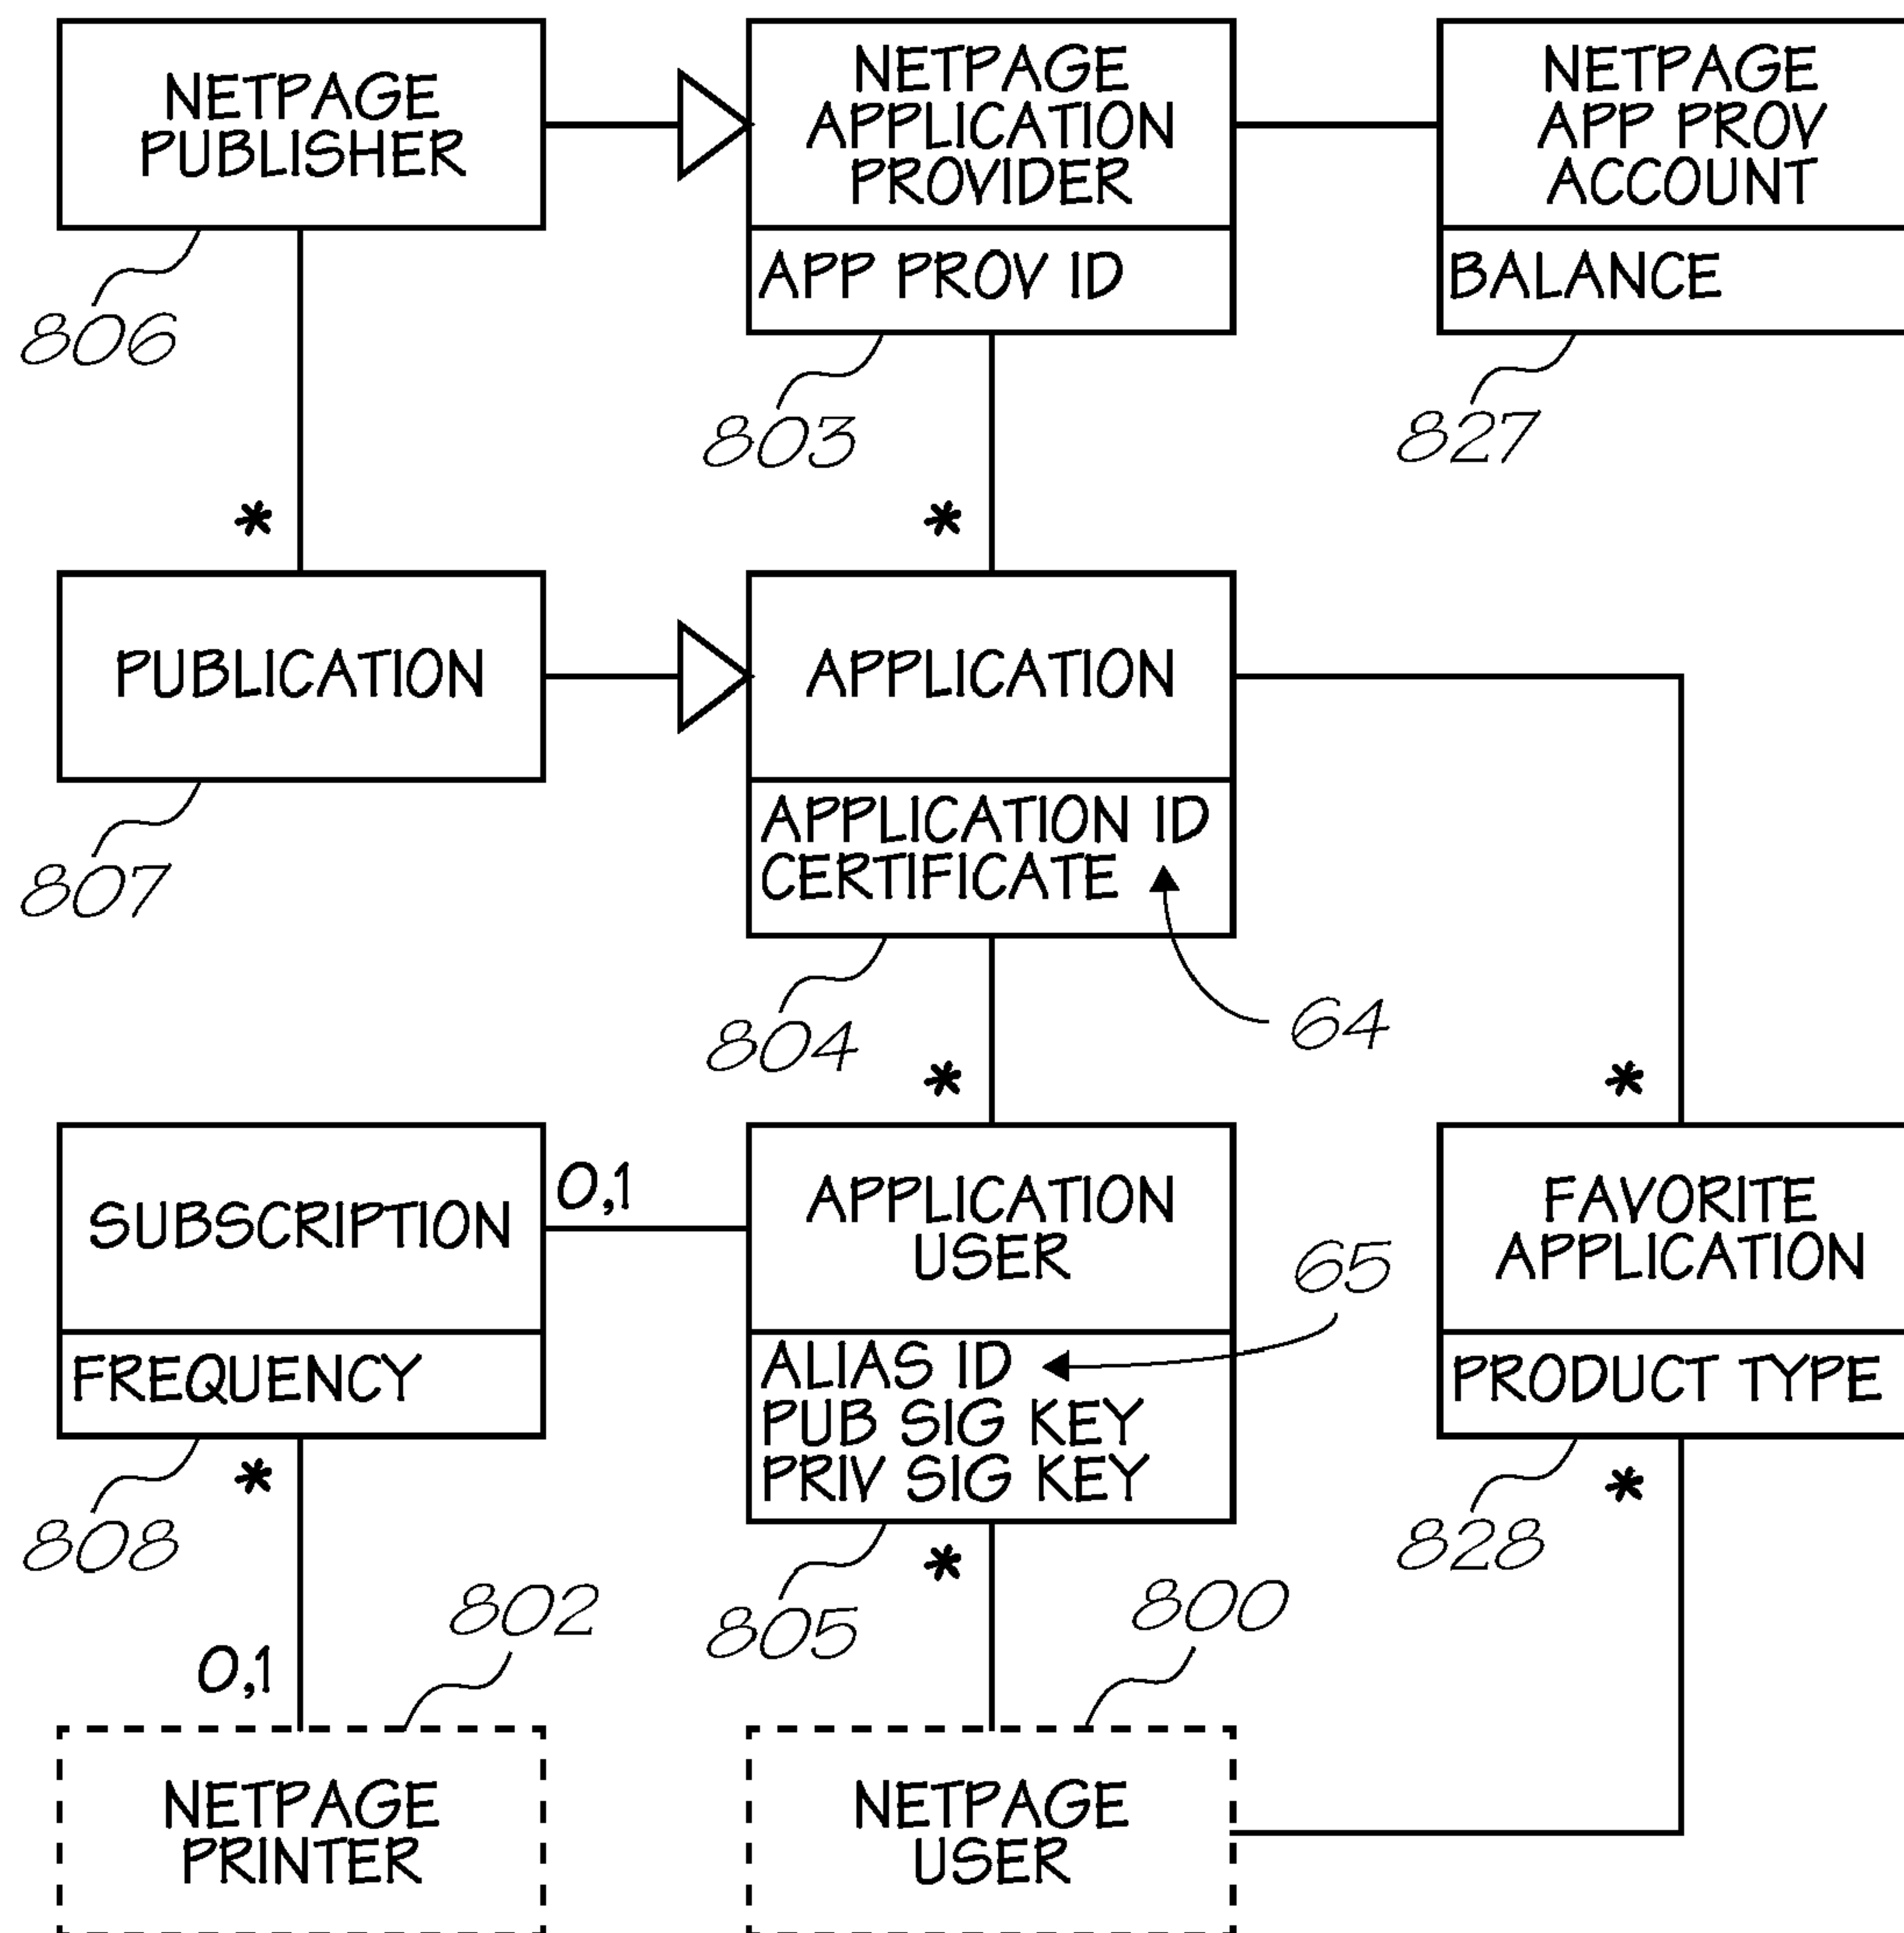 NETPAGE
PUBLISHER
NETPAGE
APPLICATION
PROVIDER
NETPAGE
APP PROV
ACCOUNT
APP PROV ID
BALANCE
806
803
827
*
*
PUBLICATION
APPLICATION
APPLICATION ID
CERTIFICATE
807
804
64
*
*
SUBSCRIPTION
0,1
APPLICATION
USER
FAVORITE
APPLICATION
65
FREQUENCY
ALIAS ID
PUB SIG KEY
PRIV SIG KEY
PRODUCT TYPE
*
*
*
808
802
805
800
828
0,1
NETPAGE
PRINTER
NETPAGE
USER